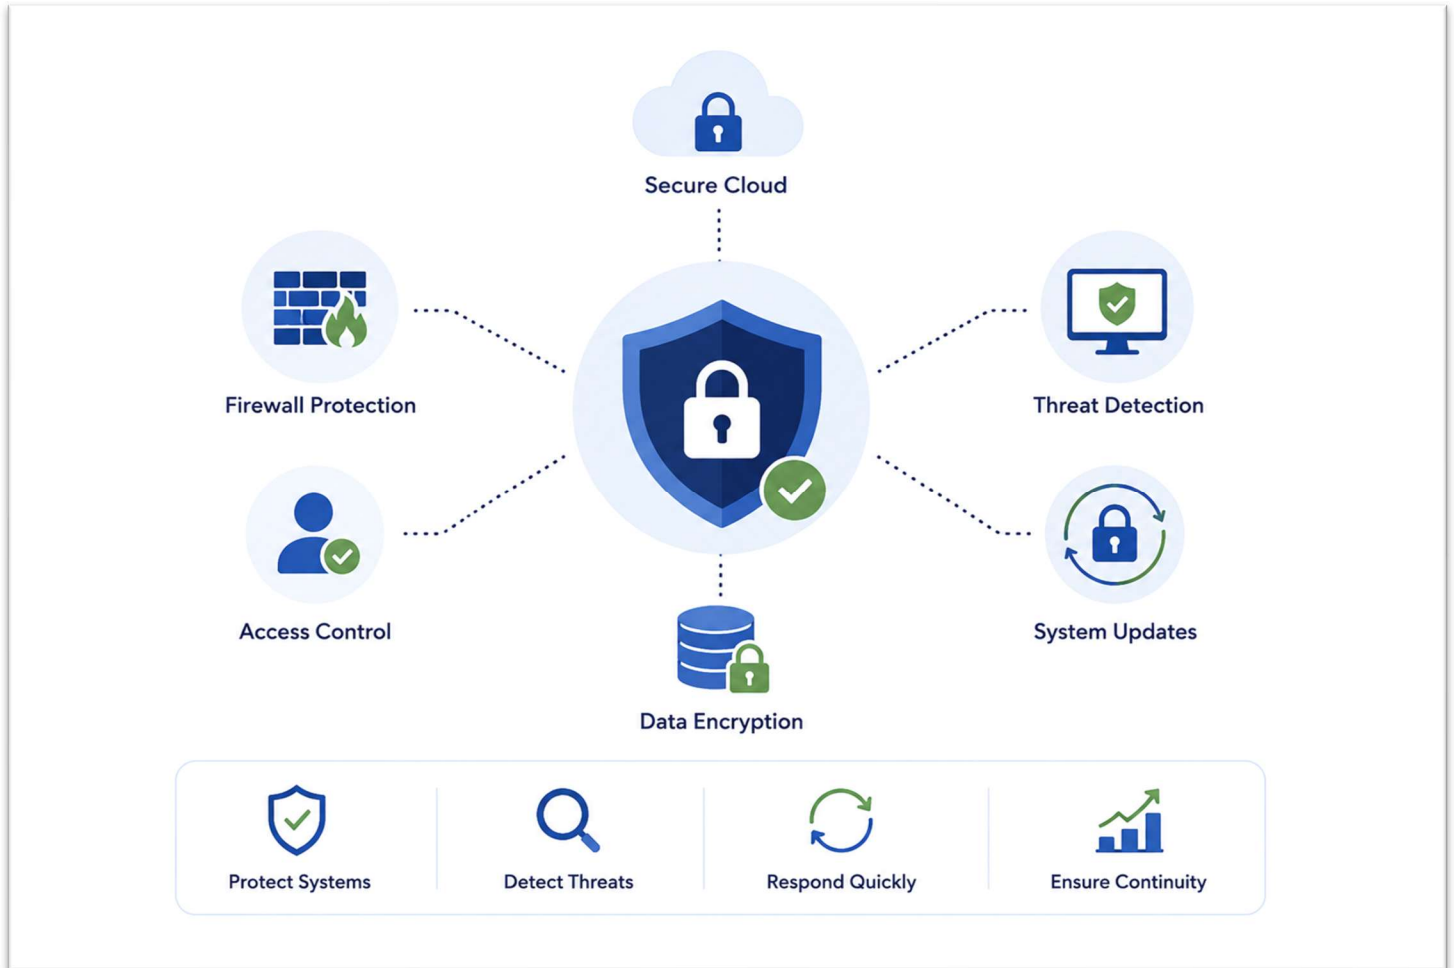 Secure Cloud
Firewall Protection
Threat Detection
Access Control
System Updates
Data Encryption
Protect Systems
Detect Threats
Respond Quickly
Ensure Continuity